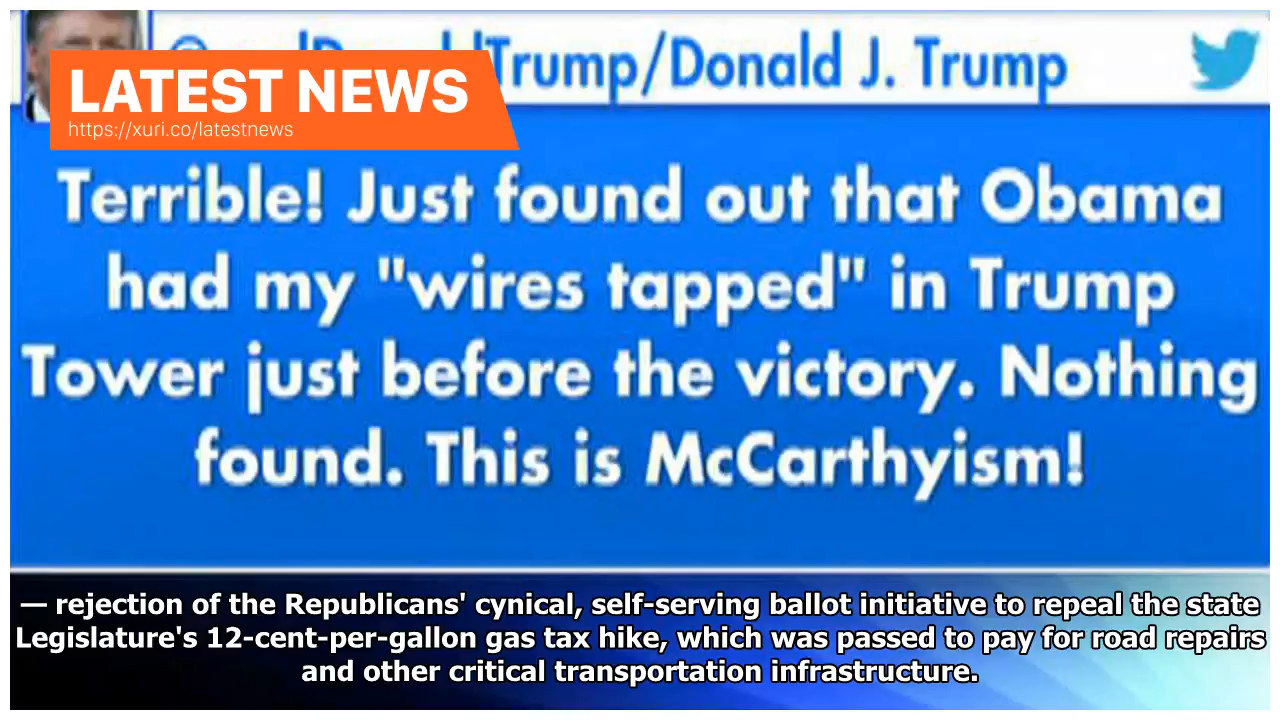 Trump/Donald J. Trump
LATEST NEWS
https://xuri.co/latestnews
Terrible! Just found out that Obama
had my "wires tapped" in Trump
Tower just before the victory. Nothing
found. This is McCarthyism!
— rejection of the Republicans' cynical, self-serving ballot initiative to repeal the state
Legislature's 12-cent-per-gallon gas tax hike, which was passed to pay for road repairs
and other critical transportation infrastructure.